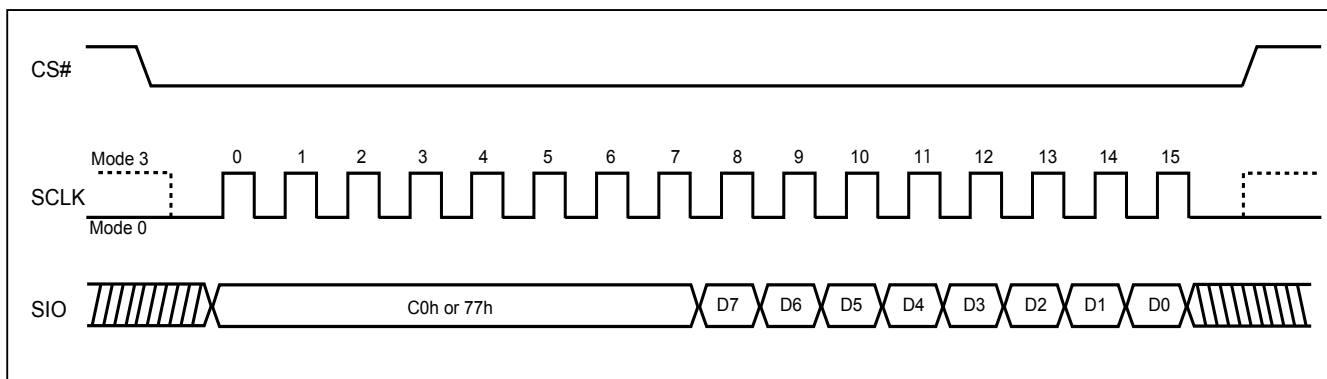 CS#
Mode 3 0 1 2 3 4 5 6 7 8 9 10 11 12 13 14 15
SCLK
Mode 0
SIO C0h or 77h D7 D6 D5 D4 D3 D2 D1 D0